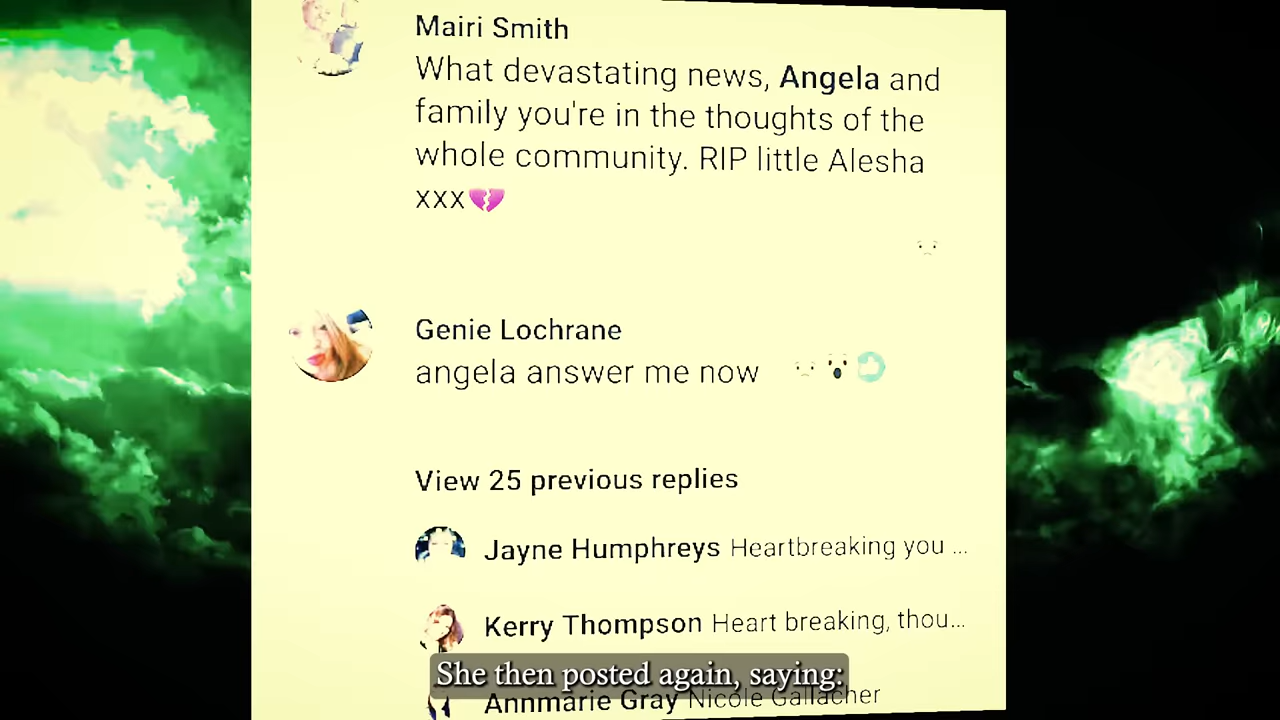 Mairi Smith
What devastating news, Angela and
family you're in the thoughts of the
whole community. RIP little Alesha
xxx💔
Genie Lochrane
angela answer me now
View 25 previous replies
Jayne Humphreys Heartbreaking you ...
Kerry Thompson Heart breaking, thou...
She then posted again, saying:
Annmarie Gray Nicole Gallacher